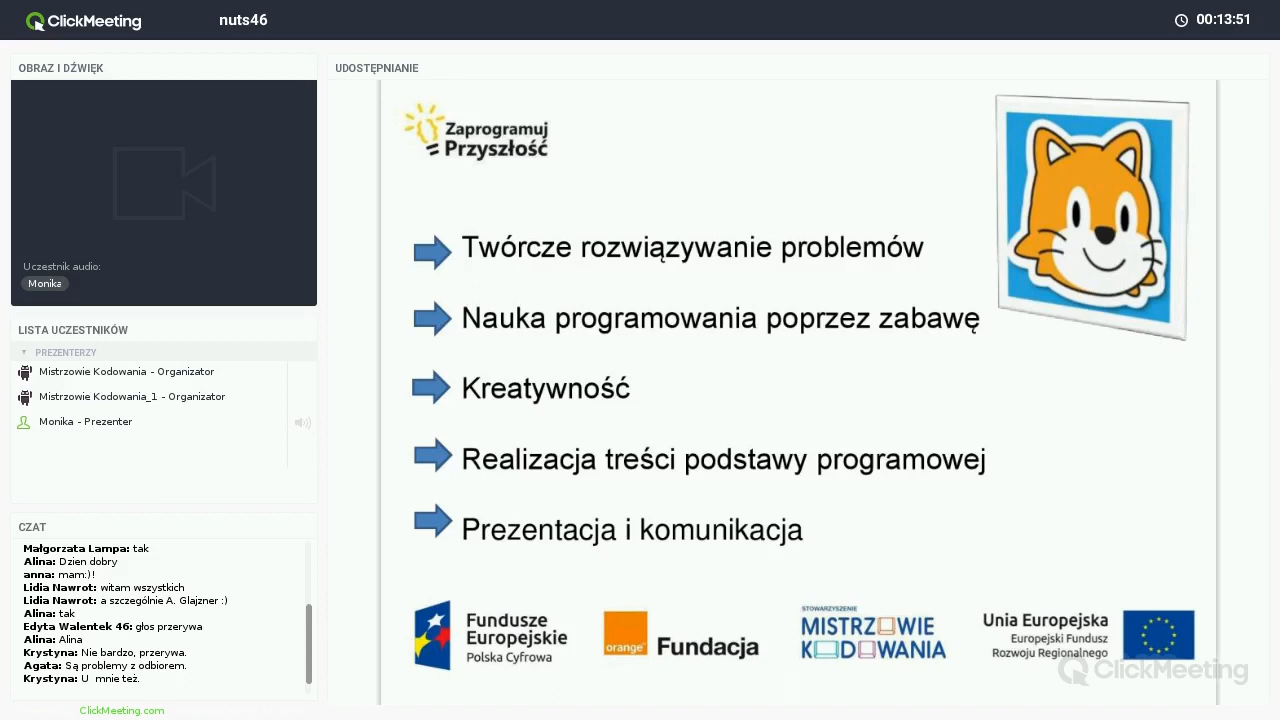 ClickMeeting
nuts46
00:13:51
OBRAZ I DŹWIĘK
Uczestnik audio:
Monika
LISTA UCZESTNIKÓW
PREZENTERZY
Mistrzowie Kodowania - Organizator
Mistrzowie Kodowania_1 - Organizator
Monika - Prezenter
CZAT
Małgorzata Lampa: tak
Alina: Dzien dobry
anna: mam:)!
Lidia Nawrot: witam wszystkich
Lidia Nawrot: a szczególnie A. Glajzner :)
Alina: tak
Edyta Walentek 46: głos przerywa
Alina: Alina
Krystyna: Nie bardzo, przerywa.
Agata: Są problemy z odbiorem.
Krystyna: U mnie też.
ClickMeeting.com
UDOSTĘPNIANIE
Zaprogramuj
Przyszłość
Twórcze rozwiązywanie problemów
Nauka programowania poprzez zabawę
Kreatywność
Realizacja treści podstawy programowej
Prezentacja i komunikacja
Fundusze
Europejskie
Polska Cyfrowa
orange
Fundacja
STOWARZYSZENIE
MISTRZOWIE
KODOWANIA
Unia Europejska
Europejski Fundusz
Rozwoju Regionalnego
ClickMeeting